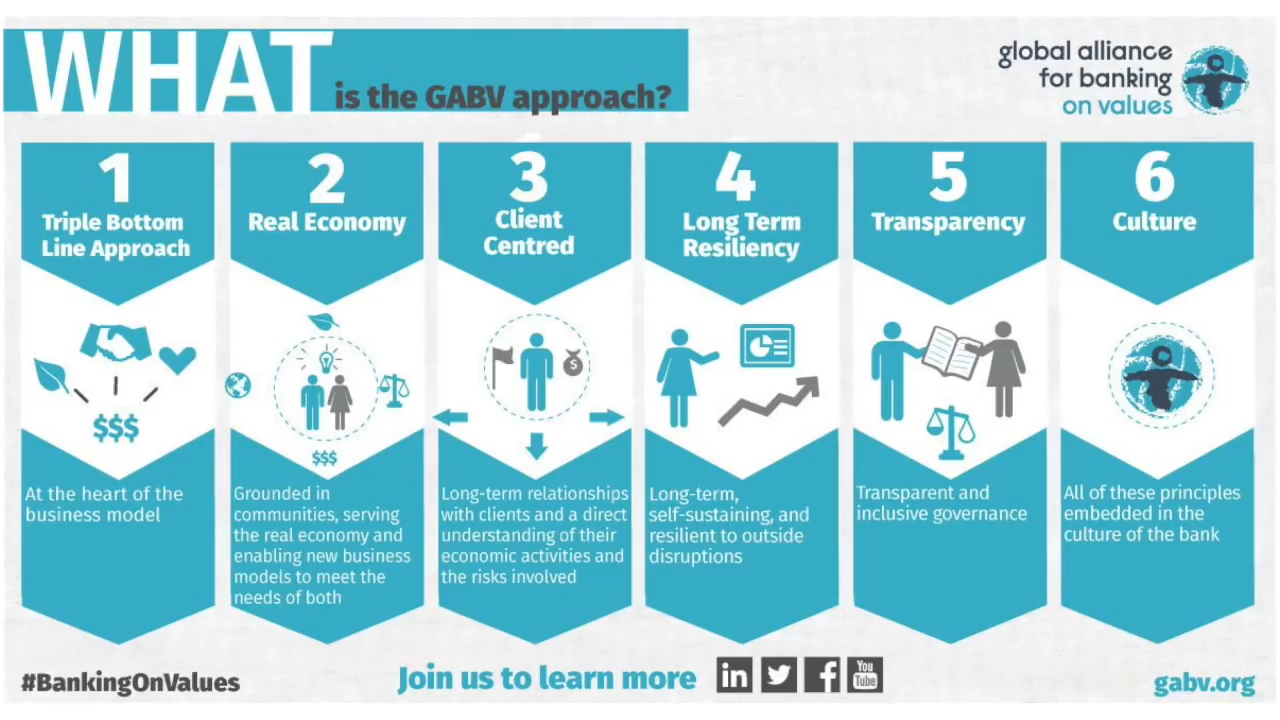 WHAT is the GABV approach?
global alliance
for banking
on values
1
Triple Bottom
Line Approach
$$$
At the heart of the
business model
2
Real Economy
$$$
Grounded in
communities, serving
the real economy and
enabling new business
models to meet the
needs of both
3
Client
Centred
$
Long-term relationships
with clients and a direct
understanding of their
economic activities and
the risks involved
4
Long Term
Resiliency
Long-term,
self-sustaining, and
resilient to outside
disruptions
5
Transparency
Transparent and
inclusive governance
6
Culture
All of these principles
embedded in the
culture of the bank
#BankingOnValues
Join us to learn more
in
f
You
Tube
gabv.org